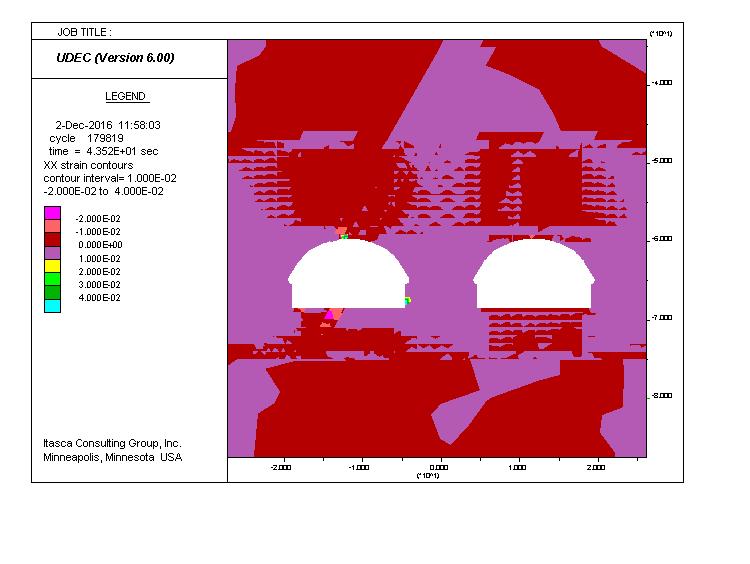 JOB TITLE :
UDEC (Version 6.00)
LEGEND
2-Dec-2016 11:58:03
cycle 179819
time = 4.352E+01 sec
XX strain contours
contour interval= 1.000E-02
-2.000E-02 to 4.000E-02
-2.000E-02
-1.000E-02
0.000E+00
1.000E-02
2.000E-02
3.000E-02
4.000E-02
Itasca Consulting Group, Inc.
Minneapolis, Minnesota USA
(*10^1)
-4.000
-5.000
-6.000
-7.000
-8.000
-2.000 -1.000 0.000 1.000 2.000
(*10^1)